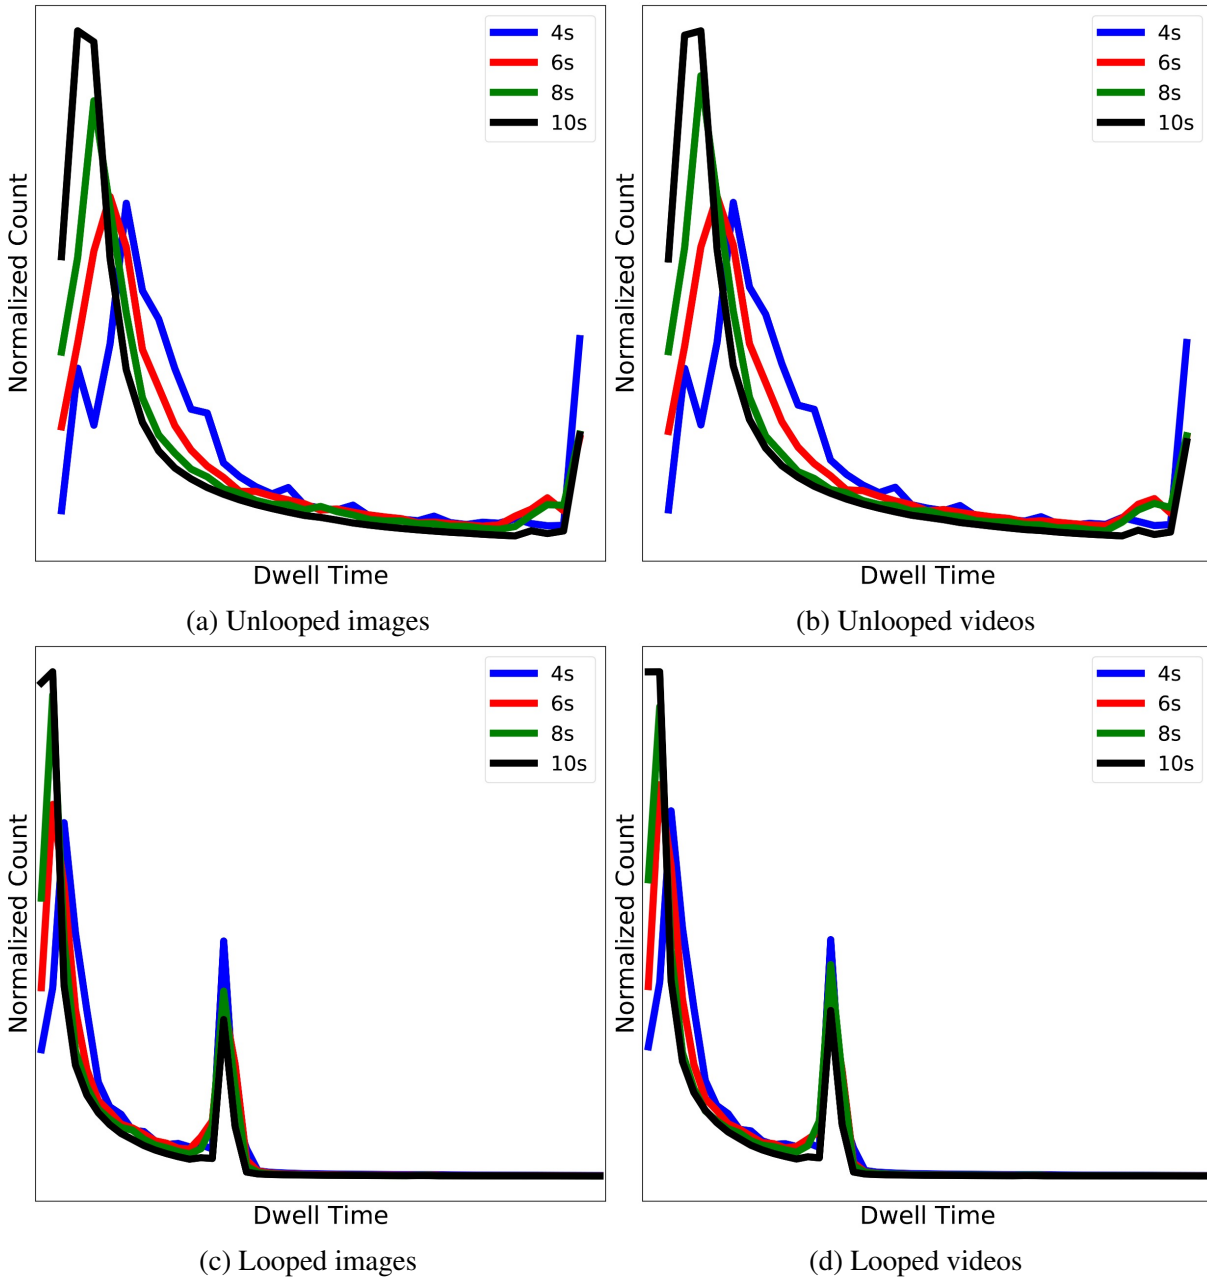 4s
6s
8s
10s
Normalized Count
Dwell Time
(a) Unlooped images
4s
6s
8s
10s
Normalized Count
Dwell Time
(b) Unlooped videos
4s
6s
8s
10s
Normalized Count
Dwell Time
(c) Looped images
4s
6s
8s
10s
Normalized Count
Dwell Time
(d) Looped videos